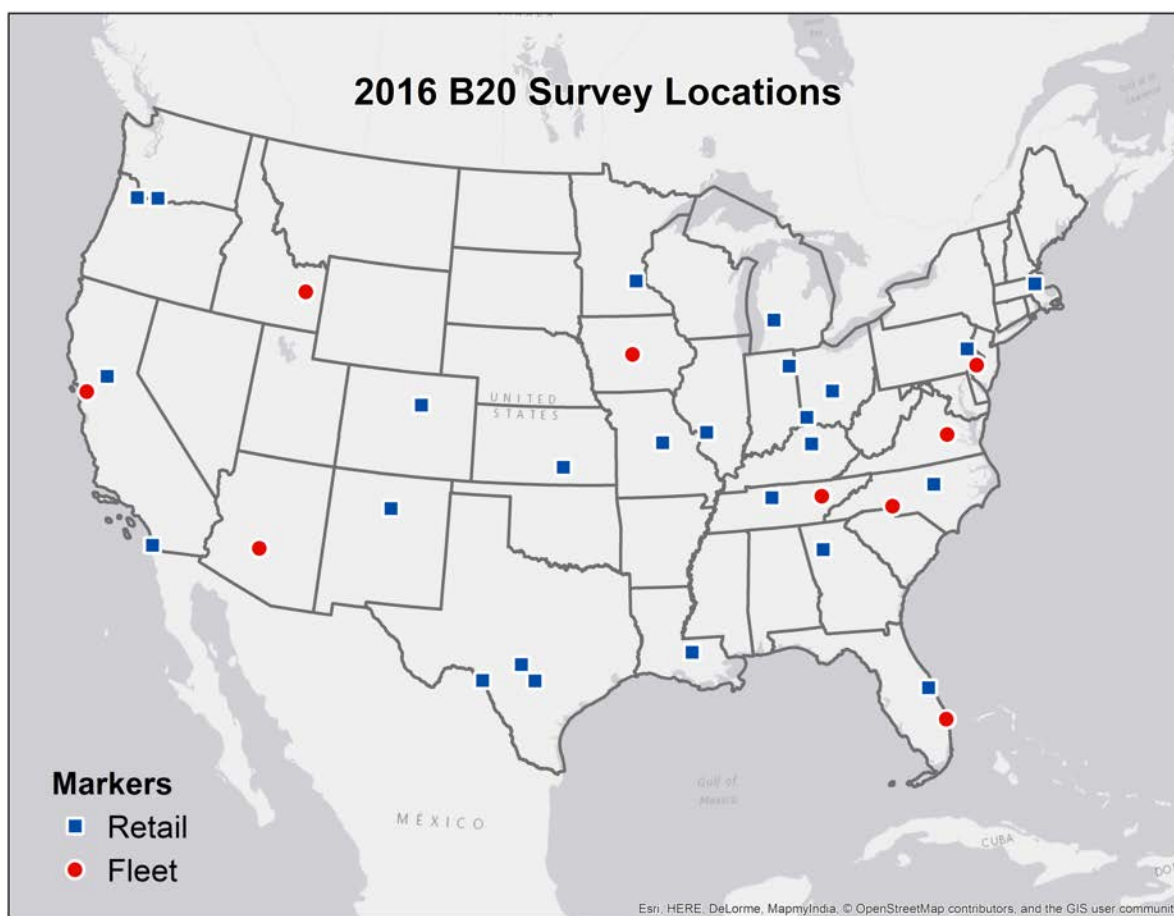 CANADA
2016 B20 Survey Locations
UNITED
STATES
Markers
Retail
Fleet
MÉXICO
Gulf of
Mexico
CUBA
Esri, HERE, DeLorme, MapmyIndia, © OpenStreetMap contributors, and the GIS user communit